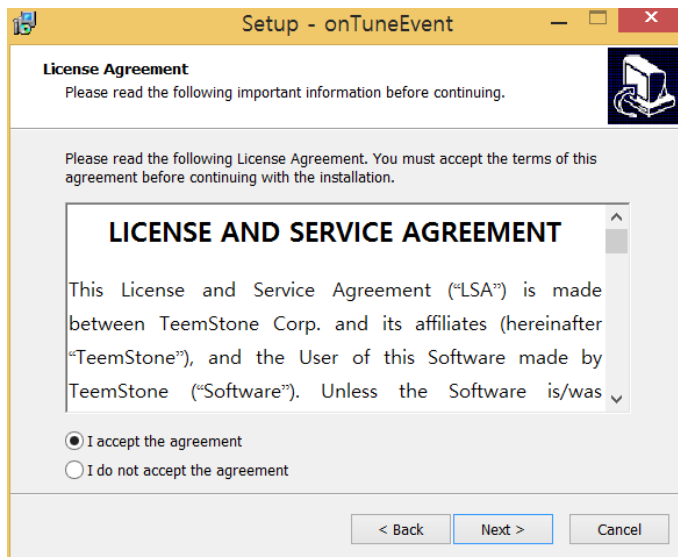 Setup - onTuneEvent
License Agreement
Please read the following important information before continuing.
Please read the following License Agreement. You must accept the terms of this
agreement before continuing with the installation.
LICENSE AND SERVICE AGREEMENT
This License and Service Agreement (“LSA”) is made
between TeemStone Corp. and its affiliates (hereinafter
“TeemStone”), and the User of this Software made by
TeemStone (“Software”). Unless the Software is/was
I accept the agreement
I do not accept the agreement
< Back Next > Cancel